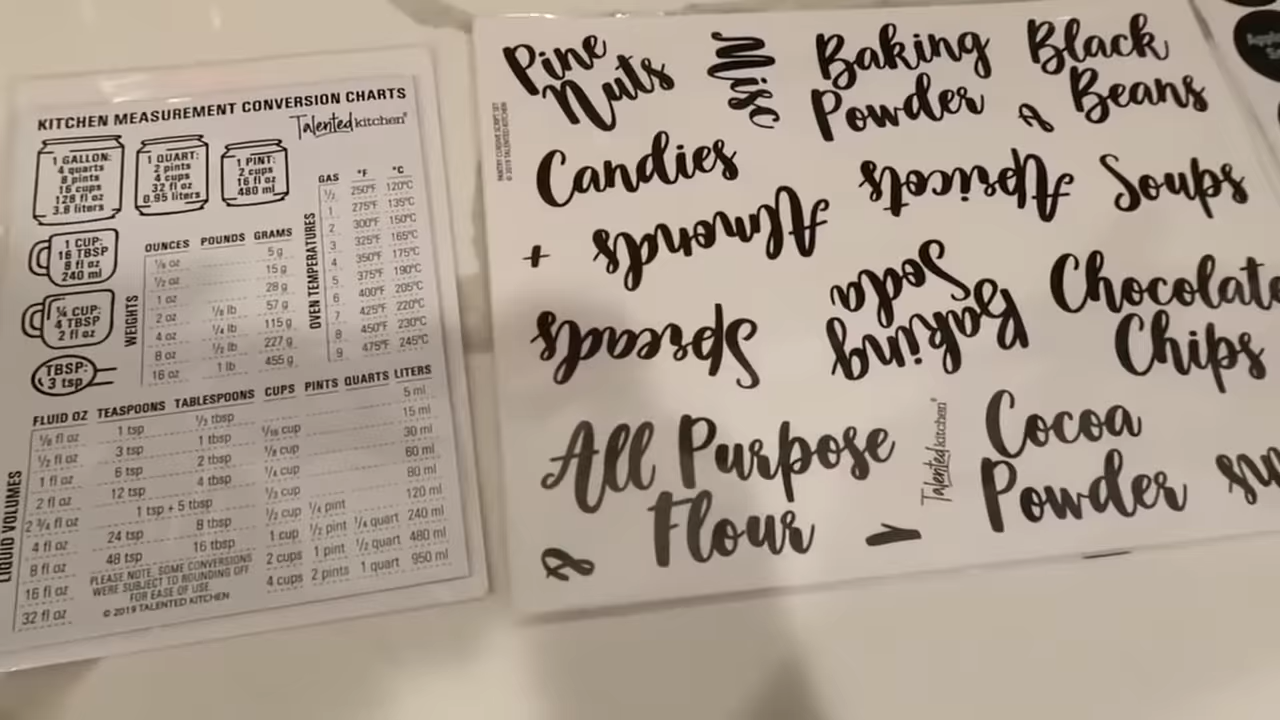 KITCHEN MEASUREMENT CONVERSION CHARTS
Talented kitchen®
1 GALLON:
4 quarts
8 pints
16 cups
128 fl oz
3.8 liters
1 QUART:
2 pints
4 cups
32 fl oz
0.95 liters
1 PINT:
2 cups
16 fl oz
480 ml
1 CUP:
16 TBSP
8 fl oz
240 ml
¼ CUP:
4 TBSP
2 fl oz
TBSP:
3 tsp
WEIGHTS
OUNCES POUNDS GRAMS
⅛ oz 5 g
½ oz 15 g
1 oz 28 g
2 oz ⅛ lb 57 g
4 oz ¼ lb 115 g
8 oz ½ lb 227 g
16 oz 1 lb 455 g
OVEN TEMPERATURES
GAS °F °C
½ 250°F 120°C
1 275°F 135°C
2 300°F 150°C
3 325°F 165°C
4 350°F 175°C
5 375°F 190°C
6 400°F 205°C
7 425°F 220°C
8 450°F 230°C
9 475°F 245°C
LIQUID VOLUMES
FLUID OZ TEASPOONS TABLESPOONS CUPS PINTS QUARTS LITERS
⅛ fl oz 1 tsp ⅓ tbsp 5 ml
½ fl oz 3 tsp 1 tbsp 1/16 cup 15 ml
1 fl oz 6 tsp 2 tbsp ⅛ cup 30 ml
2 fl oz 12 tsp 4 tbsp ¼ cup 60 ml
2 ¾ fl oz 1 tsp + 5 tbsp ⅓ cup 80 ml
4 fl oz 24 tsp 8 tbsp ½ cup ¼ pint 120 ml
8 fl oz 48 tsp 16 tbsp 1 cup ½ pint ¼ quart 240 ml
16 fl oz 2 cups 1 pint ½ quart 480 ml
32 fl oz 4 cups 2 pints 1 quart 950 ml
PLEASE NOTE, SOME CONVERSIONS
WERE SUBJECT TO ROUNDING OFF
FOR EASE OF USE.
© 2019 TALENTED KITCHEN
PANTRY CURSIVE SCRIPT SET
© 2019 TALENTED KITCHEN
Pine
Nuts
Misc
Baking
Powder
&
Black
Beans
Candies
Apricots
Soups
+
Almonds
Spreads
Baking
Soda
Chocolate
Chips
All Purpose
Flour
&
Talented kitchen®
Cocoa
Powder